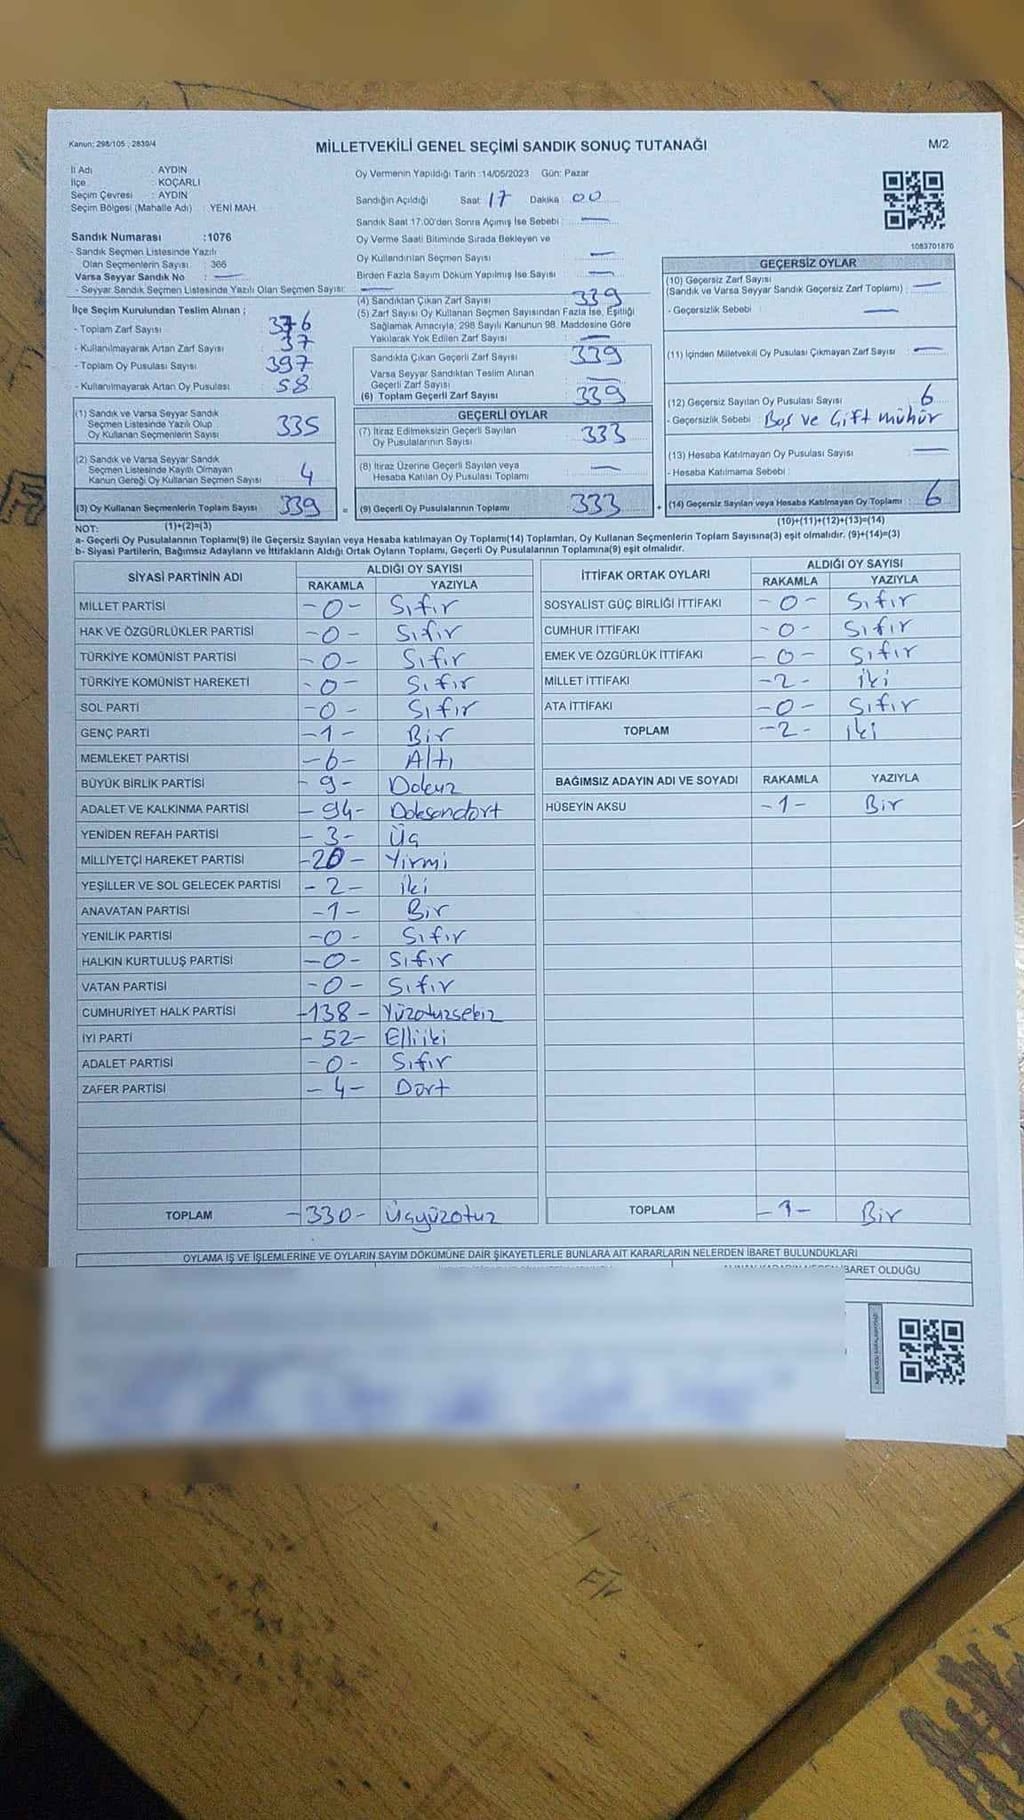 Kanun: 298/105 ; 2839/4
MİLLETVEKİLİ GENEL SEÇİMİ SANDIK SONUÇ TUTANAĞI
M/2
İl Adı : AYDIN
İlçe : KOÇARLI
Seçim Çevresi : AYDIN
Seçim Bölgesi (Mahalle Adı) : YENİ MAH.
Sandık Numarası :1076
- Sandık Seçmen Listesinde Yazılı
Olan Seçmenlerin Sayısı : 366
Varsa Seyyar Sandık No : —
- Seyyar Sandık Seçmen Listesinde Yazılı Olan Seçmen Sayısı: —
Oy Vermenin Yapıldığı Tarih :14/05/2023 Gün: Pazar
Sandığın Açıldığı Saat 17 Dakika 00
Sandık Saat 17.00'den Sonra Açımış İse Sebebi : —
Oy Verme Saati Bitiminde Sırada Bekleyen ve
Oy Kullandırılan Seçmen Sayısı : —
Birden Fazla Sayım Döküm Yapılmış İse Sayısı : —
1083701876
İlçe Seçim Kurulundan Teslim Alınan ;
- Toplam Zarf Sayısı : 376
- Kullanılmayarak Artan Zarf Sayısı : 37
- Toplam Oy Pusulası Sayısı : 397
- Kullanılmayarak Artan Oy Pusulası : 58
(1) Sandık ve Varsa Seyyar Sandık
Seçmen Listesinde Yazılı Olup
Oy Kullanan Seçmenlerin Sayısı : 335
(2) Sandık ve Varsa Seyyar Sandık
Seçmen Listesinde Kayıtlı Olmayan
Kanun Gereği Oy Kullanan Seçmen Sayısı : 4
(3) Oy Kullanan Seçmenlerin Toplam Sayısı : 339
(1)+(2)=(3)
(4) Sandıktan Çıkan Zarf Sayısı : 339
(5) Zarf Sayısı Oy Kullanan Seçmen Sayısından Fazla İse, Eşitliği
Sağlamak Amacıyla, 298 Sayılı Kanunun 98. Maddesine Göre
Yakılarak Yok Edilen Zarf Sayısı : —
Sandıkta Çıkan Geçerli Zarf Sayısı : 339
Varsa Seyyar Sandıktan Teslim Alınan
Geçerli Zarf Sayısı : —
(6) Toplam Geçerli Zarf Sayısı : 339
GEÇERLİ OYLAR
(7) İtiraz Edilmeksizin Geçerli Sayılan
Oy Pusulalarının Sayısı : 333
(8) İtiraz Üzerine Geçerli Sayılan veya
Hesaba Katılan Oy Pusulası Toplamı : —
= (9) Geçerli Oy Pusulalarının Toplamı : 333
GEÇERSİZ OYLAR
(10) Geçersiz Zarf Sayısı
(Sandık ve Varsa Seyyar Sandık Geçersiz Zarf Toplamı) : —
- Geçersizlik Sebebi : —
(11) İçinden Milletvekili Oy Pusulası Çıkmayan Zarf Sayısı : —
(12) Geçersiz Sayılan Oy Pusulası Sayısı : 6
- Geçersizlik Sebebi : Boş ve Çift mühür
(13) Hesaba Katılmayan Oy Pusulası Sayısı : —
- Hesaba Katılmama Sebebi :
+ (14) Geçersiz Sayılan veya Hesaba Katılmayan Oy Toplamı : 6
(10)+(11)+(12)+(13)=(14)
NOT:
a- Geçerli Oy Pusulalarının Toplamı(9) ile Geçersiz Sayılan veya Hesaba katılmayan Oy Toplamı(14) Toplamları, Oy Kullanan Seçmenlerin Toplam Sayısına(3) eşit olmalıdır. (9)+(14)=(3)
b- Siyasi Partilerin, Bağımsız Adayların ve İttifakların Aldığı Ortak Oyların Toplamı, Geçerli Oy Pusulalarının Toplamına(9) eşit olmalıdır.
SİYASİ PARTİNİN ADI ALDIĞI OY SAYISI
RAKAMLA YAZIYLA
MİLLET PARTİSİ -0- Sıfır
HAK VE ÖZGÜRLÜKLER PARTİSİ -0- Sıfır
TÜRKİYE KOMÜNİST PARTİSİ -0- Sıfır
TÜRKİYE KOMÜNİST HAREKETİ -0- Sıfır
SOL PARTİ -0- Sıfır
GENÇ PARTİ -1- Bir
MEMLEKET PARTİSİ -6- Altı
BÜYÜK BİRLİK PARTİSİ -9- Dokuz
ADALET VE KALKINMA PARTİSİ -94- Doksandört
YENİDEN REFAH PARTİSİ -3- Üç
MİLLİYETÇİ HAREKET PARTİSİ -20- Yirmi
YEŞİLLER VE SOL GELECEK PARTİSİ -2- iki
ANAVATAN PARTİSİ -1- Bir
YENİLİK PARTİSİ -0- Sıfır
HALKIN KURTULUŞ PARTİSİ -0- Sıfır
VATAN PARTİSİ -0- Sıfır
CUMHURİYET HALK PARTİSİ -138- Yüzotuzsekiz
İYİ PARTİ -52- Elliiki
ADALET PARTİSİ -0- Sıfır
ZAFER PARTİSİ -4- Dört
TOPLAM -330- Üçyüzotuz
İTTİFAK ORTAK OYLARI ALDIĞI OY SAYISI
RAKAMLA YAZIYLA
SOSYALİST GÜÇ BİRLİĞİ İTTİFAKI -0- Sıfır
CUMHUR İTTİFAKI -0- Sıfır
EMEK VE ÖZGÜRLÜK İTTİFAKI -0- Sıfır
MİLLET İTTİFAKI -2- iki
ATA İTTİFAKI -0- Sıfır
TOPLAM -2- iki
BAĞIMSIZ ADAYIN ADI VE SOYADI RAKAMLA YAZIYLA
HÜSEYİN AKSU -1- Bir
TOPLAM -1- Bir
OYLAMA İŞ VE İŞLEMLERİNE VE OYLARIN SAYIM DÖKÜMÜNE DAİR ŞİKAYETLERLE BUNLARA AİT KARARLARIN NELERDEN İBARET BULUNDUKLARI
İBARET OLDUĞU